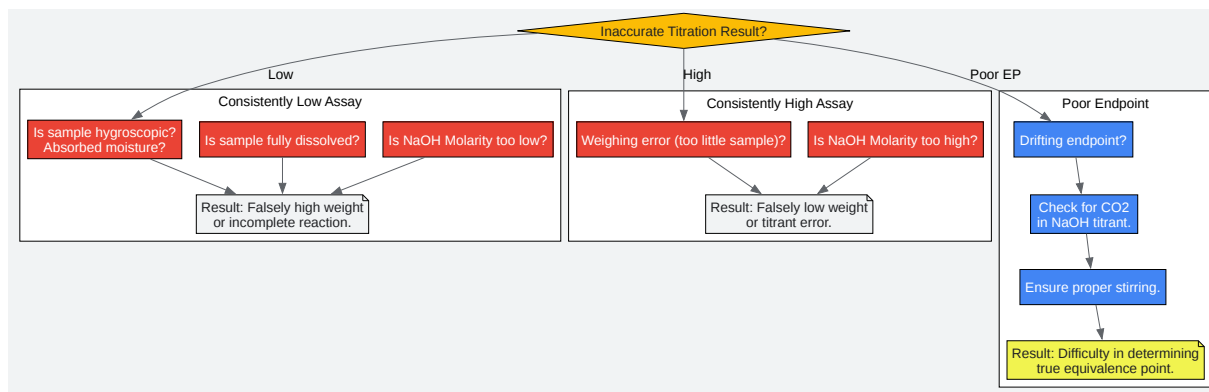 Inaccurate Titration Result?
Low
High
Poor EP
Consistently Low Assay
Is sample hygroscopic?
Absorbed moisture?
Is sample fully dissolved?
Is NaOH Molarity too low?
Result: Falsely high weight
or incomplete reaction.
Consistently High Assay
Weighing error (too little sample)?
Is NaOH Molarity too high?
Result: Falsely low weight
or titrant error.
Poor Endpoint
Drifting endpoint?
Check for CO2
in NaOH titrant.
Ensure proper stirring.
Result: Difficulty in determining
true equivalence point.